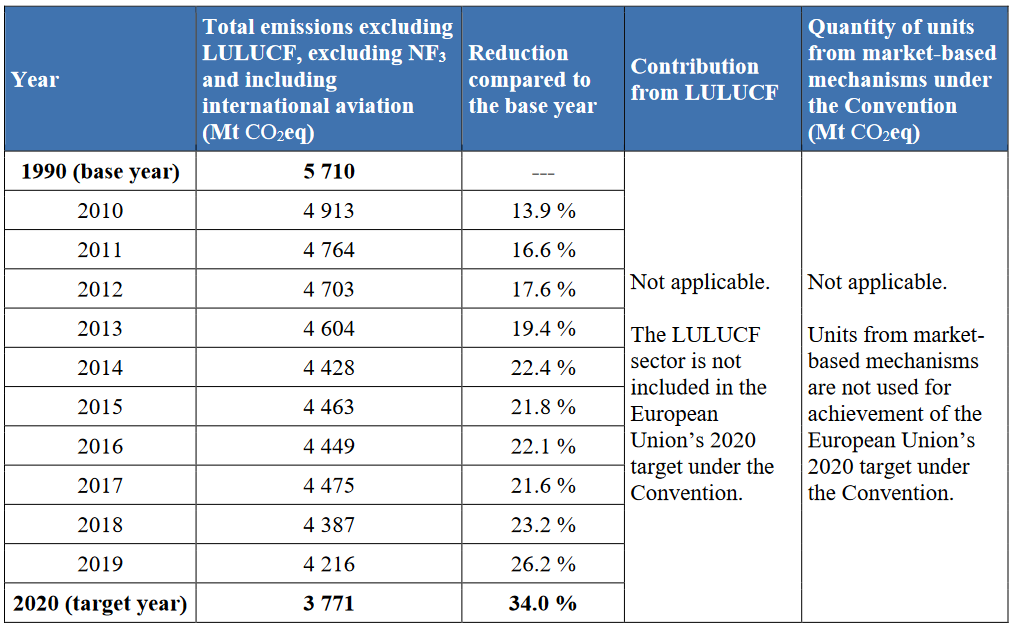 Year
Total emissions excluding
LULUCF, excluding NF₃
and including
international aviation
(Mt CO₂eq)
Reduction
compared to
the base year
Contribution
from LULUCF
Quantity of units
from market-based
mechanisms under
the Convention
(Mt CO₂eq)
1990 (base year) 5 710 ---
2010 4 913 13.9 %
2011 4 764 16.6 %
2012 4 703 17.6 %
2013 4 604 19.4 %
2014 4 428 22.4 %
2015 4 463 21.8 %
2016 4 449 22.1 %
2017 4 475 21.6 %
2018 4 387 23.2 %
2019 4 216 26.2 %
2020 (target year) 3 771 34.0 %
Not applicable.
The LULUCF
sector is not
included in the
European
Union’s 2020
target under the
Convention.
Not applicable.
Units from market-
based mechanisms
are not used for
achievement of the
European Union’s
2020 target under
the Convention.